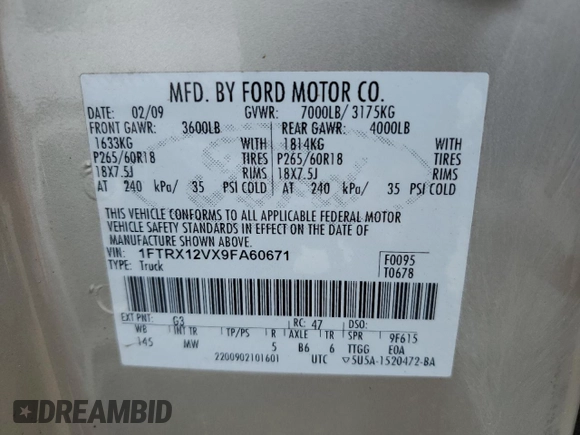 MFD. BY FORD MOTOR CO.
DATE: 02/09 GVWR: 7000LB/ 3175KG
FRONT GAWR: 3600LB REAR GAWR: 4000LB
1633KG 1814KG
P265/60R18 TIRES P265/60R18 TIRES
18X7.5J RIMS 18X7.5J RIMS
AT 240 kPa/ 35 PSI COLD AT 240 kPa/ 35 PSI COLD
THIS VEHICLE CONFORMS TO ALL APPLICABLE FEDERAL MOTOR
VEHICLE SAFETY STANDARDS IN EFFECT ON THE DATE OF
MANUFACTURE SHOWN ABOVE.
VIN: 1FTRX12VX9FA60671 F0095
TYPE: Truck T0678
EXT PNT: G3 RC: 47 DSO:
WB INT TR TP/PS R AXLE TR SPR 9F615
145 MW 5 B6 6 TTGG E0A
2200902101601 UTC 5U5A-1520472-BA
DREAMBID